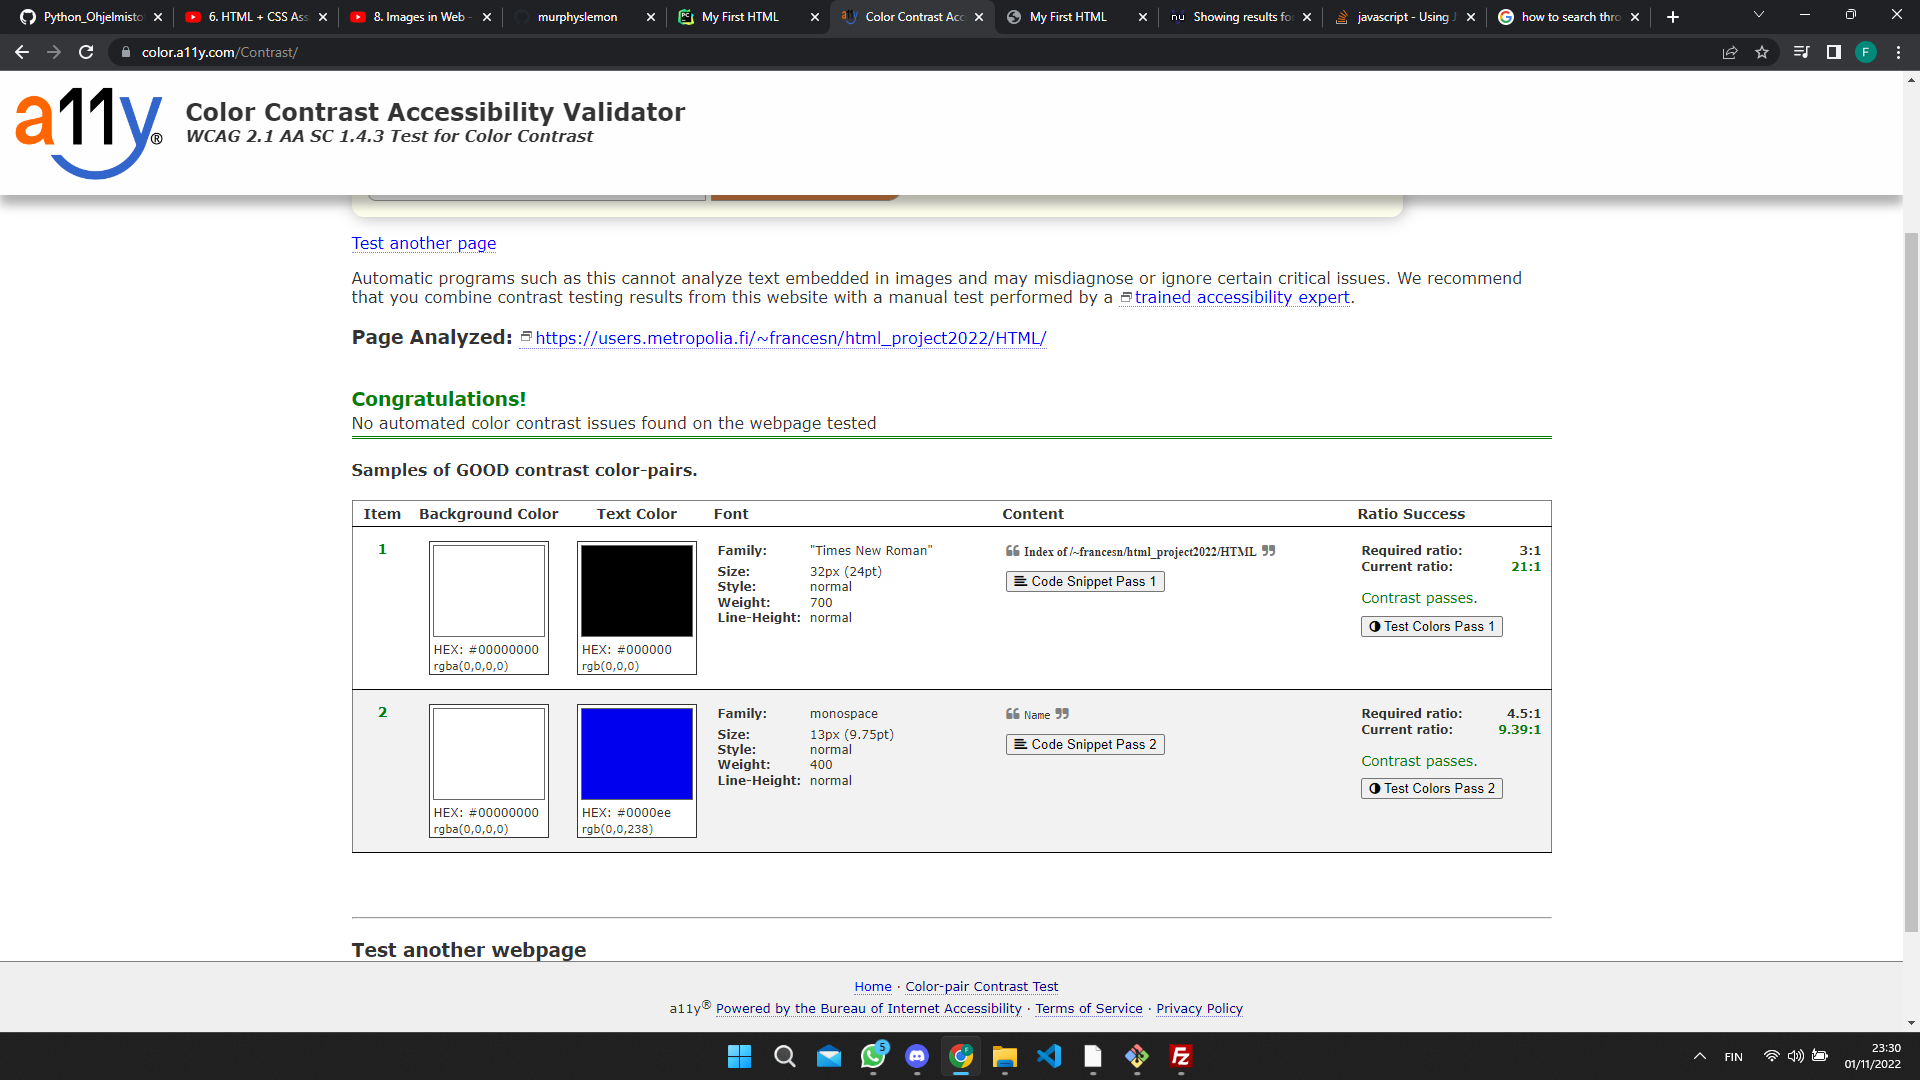 Python_Ohjelmisto
6. HTML + CSS Ass
8. Images in Web -
murphyslemon
My First HTML
Color Contrast Acc
My First HTML
Showing results fo
javascript - Using J
how to search thro
color.a11y.com/Contrast/
F
a11y®
Color Contrast Accessibility Validator
WCAG 2.1 AA SC 1.4.3 Test for Color Contrast
Test another page
Automatic programs such as this cannot analyze text embedded in images and may misdiagnose or ignore certain critical issues. We recommend
that you combine contrast testing results from this website with a manual test performed by a trained accessibility expert.
Page Analyzed: https://users.metropolia.fi/~francesn/html_project2022/HTML/
Congratulations!
No automated color contrast issues found on the webpage tested
Samples of GOOD contrast color-pairs.
Item Background Color Text Color Font Content Ratio Success
1
HEX: #00000000
rgba(0,0,0,0)
HEX: #000000
rgb(0,0,0)
Family: "Times New Roman"
Size: 32px (24pt)
Style: normal
Weight: 700
Line-Height: normal
Index of /~francesn/html_project2022/HTML
Code Snippet Pass 1
Required ratio: 3:1
Current ratio: 21:1
Contrast passes.
Test Colors Pass 1
2
HEX: #00000000
rgba(0,0,0,0)
HEX: #0000ee
rgb(0,0,238)
Family: monospace
Size: 13px (9.75pt)
Style: normal
Weight: 400
Line-Height: normal
Name
Code Snippet Pass 2
Required ratio: 4.5:1
Current ratio: 9.39:1
Contrast passes.
Test Colors Pass 2
Test another webpage
Home · Color-pair Contrast Test
a11y® Powered by the Bureau of Internet Accessibility · Terms of Service · Privacy Policy
5
FIN
23:30
01/11/2022